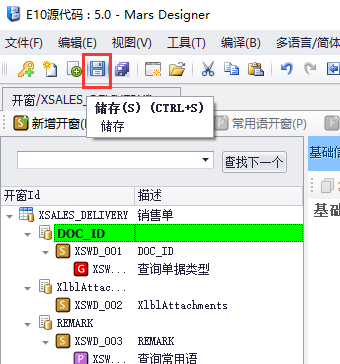 E10源代码 : 5.0 - Mars Designer
文件(F) 编辑(E) 视图(V) 工具(T) 编译(B) 多语言/简体
开窗/XSALES_
储存(S) (CTRL+S)
储存
新增开窗(
常用语开窗(P)
查找下一个
基础信
基础
开窗Id 描述
XSALES_DELIVERY 销售单
DOC_ID
XSWD_001 DOC_ID
XSW... 查询单据类型
XlblAttac...
XSWD_002 XlblAttachments
REMARK
XSWD_003 REMARK
XSW... 查询常用语